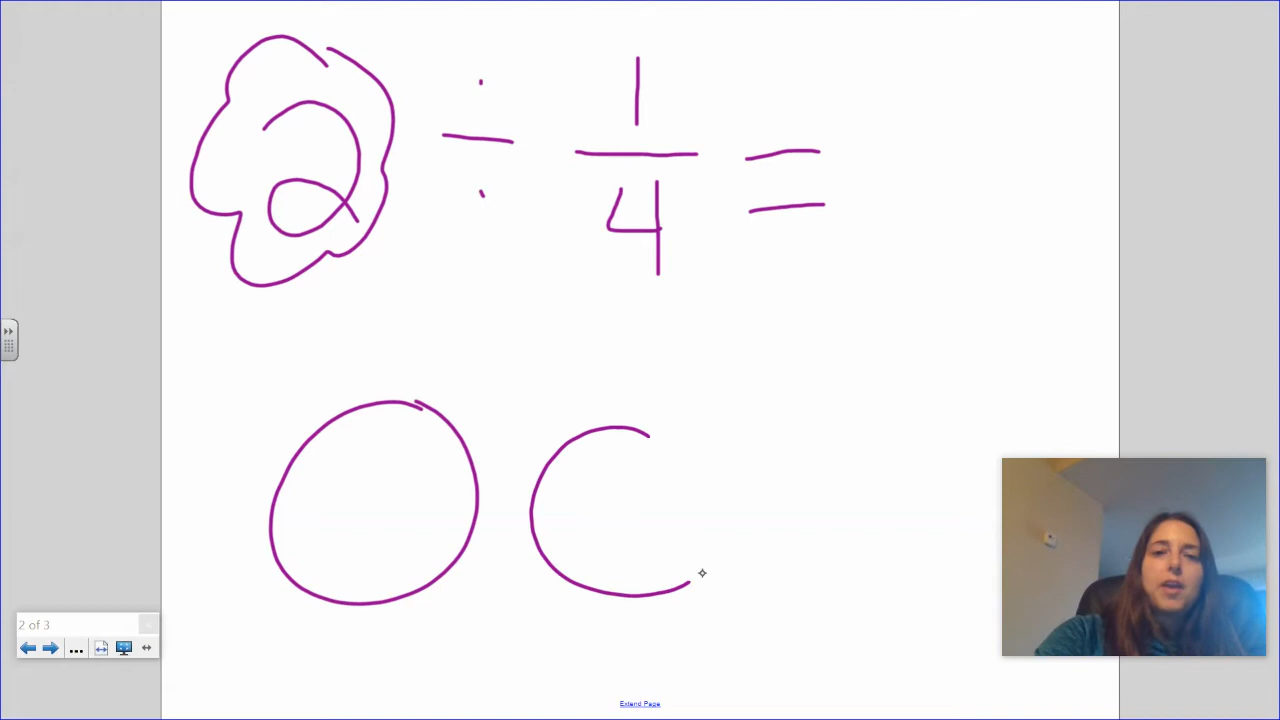 2 ÷ 1/4 =
2 of 3
...
Extend Page